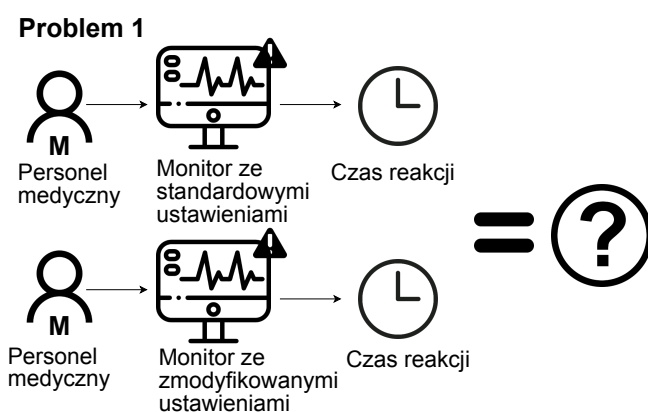 Problem 1
M
Personel
medyczny
Monitor ze
standardowymi
ustawieniami
Czas reakcji
= ?
M
Personel
medyczny
Monitor ze
zmodyfikowanymi
ustawieniami
Czas reakcji